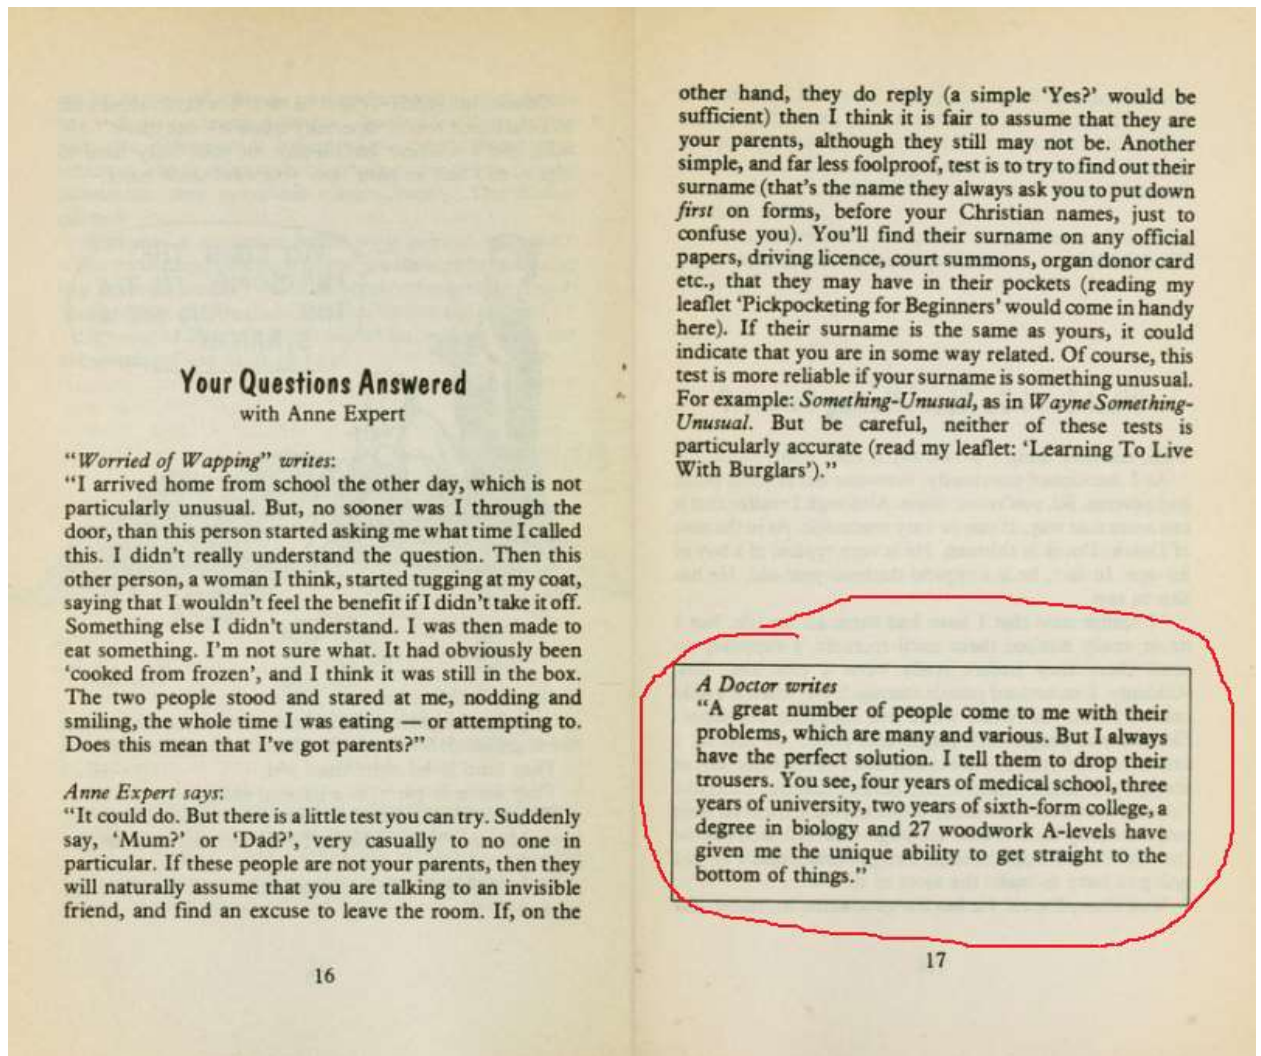 Your Questions Answered
with Anne Expert
“Worried of Wapping” writes:
“I arrived home from school the other day, which is not
particularly unusual. But, no sooner was I through the
door, than this person started asking me what time I called
this. I didn't really understand the question. Then this
other person, a woman I think, started tugging at my coat,
saying that I wouldn't feel the benefit if I didn't take it off.
Something else I didn't understand. I was then made to
eat something. I'm not sure what. It had obviously been
‘cooked from frozen’, and I think it was still in the box.
The two people stood and stared at me, nodding and
smiling, the whole time I was eating — or attempting to.
Does this mean that I've got parents?”
Anne Expert says:
“It could do. But there is a little test you can try. Suddenly
say, ‘Mum?’ or ‘Dad?’, very casually to no one in
particular. If these people are not your parents, then they
will naturally assume that you are talking to an invisible
friend, and find an excuse to leave the room. If, on the
16
other hand, they do reply (a simple ‘Yes?’ would be
sufficient) then I think it is fair to assume that they are
your parents, although they still may not be. Another
simple, and far less foolproof, test is to try to find out their
surname (that's the name they always ask you to put down
first on forms, before your Christian names, just to
confuse you). You'll find their surname on any official
papers, driving licence, court summons, organ donor card
etc., that they may have in their pockets (reading my
leaflet ‘Pickpocketing for Beginners’ would come in handy
here). If their surname is the same as yours, it could
indicate that you are in some way related. Of course, this
test is more reliable if your surname is something unusual.
For example: Something-Unusual, as in Wayne Something-
Unusual. But be careful, neither of these tests is
particularly accurate (read my leaflet: ‘Learning To Live
With Burglars’).”
A Doctor writes
“A great number of people come to me with their
problems, which are many and various. But I always
have the perfect solution. I tell them to drop their
trousers. You see, four years of medical school, three
years of university, two years of sixth-form college, a
degree in biology and 27 woodwork A-levels have
given me the unique ability to get straight to the
bottom of things.”
17